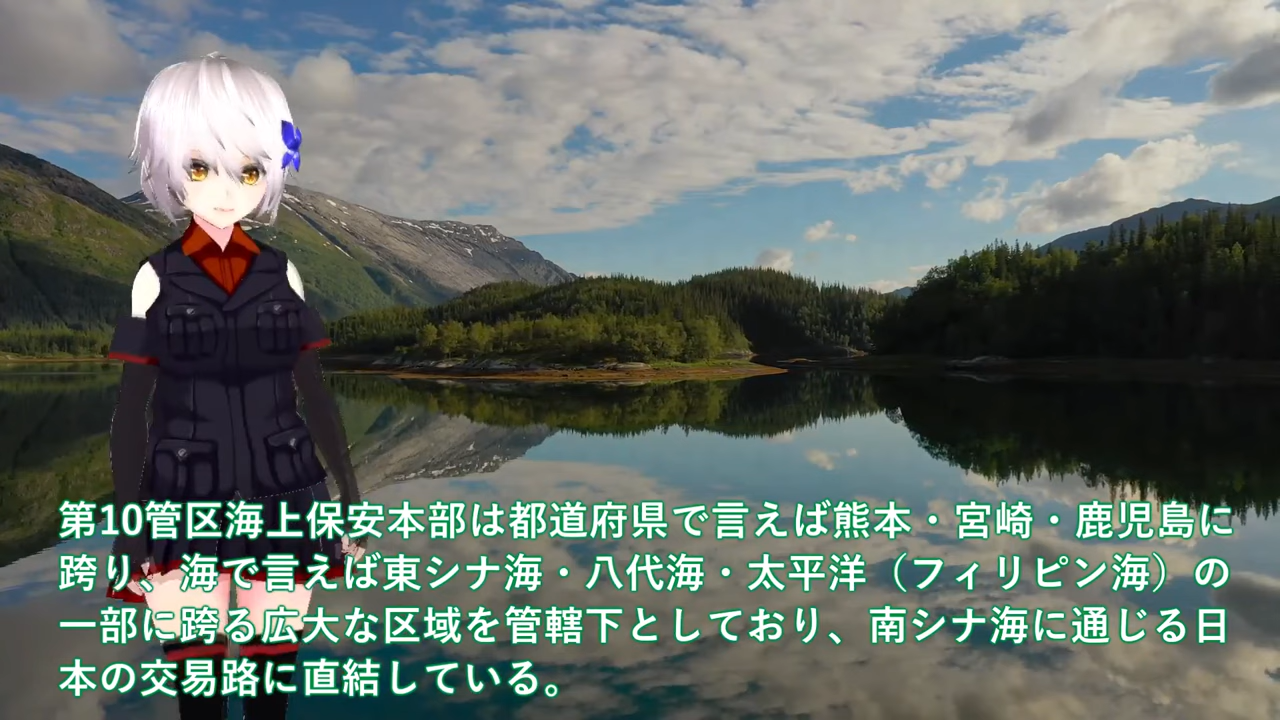 第10管区海上保安本部は都道府県で言えば熊本・宮崎・鹿児島に
跨り、海で言えば東シナ海・八代海・太平洋（フィリピン海）の
一部に跨る広大な区域を管轄下としており、南シナ海に通じる日
本の交易路に直結している。